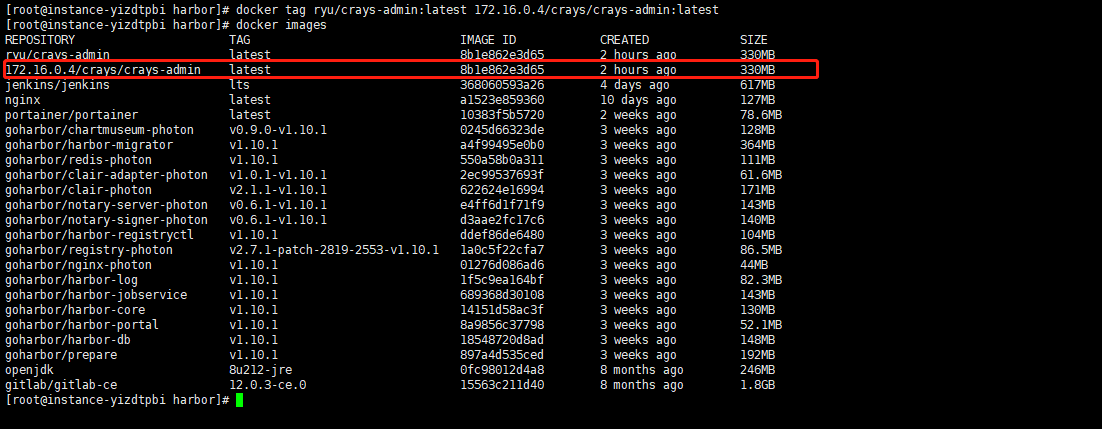 [root@instance-yizdtpbi harbor]# docker tag ryu/crays-admin:latest 172.16.0.4/crays/crays-admin:latest
[root@instance-yizdtpbi harbor]# docker images
REPOSITORY TAG IMAGE ID CREATED SIZE
ryu/crays-admin latest 8b1e862e3d65 2 hours ago 330MB
172.16.0.4/crays/crays-admin latest 8b1e862e3d65 2 hours ago 330MB
jenkins/jenkins lts 368060593a26 4 days ago 617MB
nginx latest a1523e859360 10 days ago 127MB
portainer/portainer latest 10383f5b5720 2 weeks ago 78.6MB
goharbor/chartmuseum-photon v0.9.0-v1.10.1 0245d66323de 3 weeks ago 128MB
goharbor/harbor-migrator v1.10.1 a4f99495e0b0 3 weeks ago 364MB
goharbor/redis-photon v1.10.1 550a58b0a311 3 weeks ago 111MB
goharbor/clair-adapter-photon v1.0.1-v1.10.1 2ec99537693f 3 weeks ago 61.6MB
goharbor/clair-photon v2.1.1-v1.10.1 622624e16994 3 weeks ago 171MB
goharbor/notary-server-photon v0.6.1-v1.10.1 e4ff6d1f71f9 3 weeks ago 143MB
goharbor/notary-signer-photon v0.6.1-v1.10.1 d3aae2fc17c6 3 weeks ago 140MB
goharbor/harbor-registryctl v1.10.1 ddef86de6480 3 weeks ago 104MB
goharbor/registry-photon v2.7.1-patch-2819-2553-v1.10.1 1a0c5f22cfa7 3 weeks ago 86.5MB
goharbor/nginx-photon v1.10.1 01276d086ad6 3 weeks ago 44MB
goharbor/harbor-log v1.10.1 1f5c9ea164bf 3 weeks ago 82.3MB
goharbor/harbor-jobservice v1.10.1 689368d30108 3 weeks ago 143MB
goharbor/harbor-core v1.10.1 14151d58ac3f 3 weeks ago 130MB
goharbor/harbor-portal v1.10.1 8a9856c37798 3 weeks ago 52.1MB
goharbor/harbor-db v1.10.1 18548720d8ad 3 weeks ago 148MB
goharbor/prepare v1.10.1 897a4d535ced 3 weeks ago 192MB
openjdk 8u212-jre 0fc98012d4a8 8 months ago 246MB
gitlab/gitlab-ce 12.0.3-ce.0 15563c211d40 8 months ago 1.8GB
[root@instance-yizdtpbi harbor]#